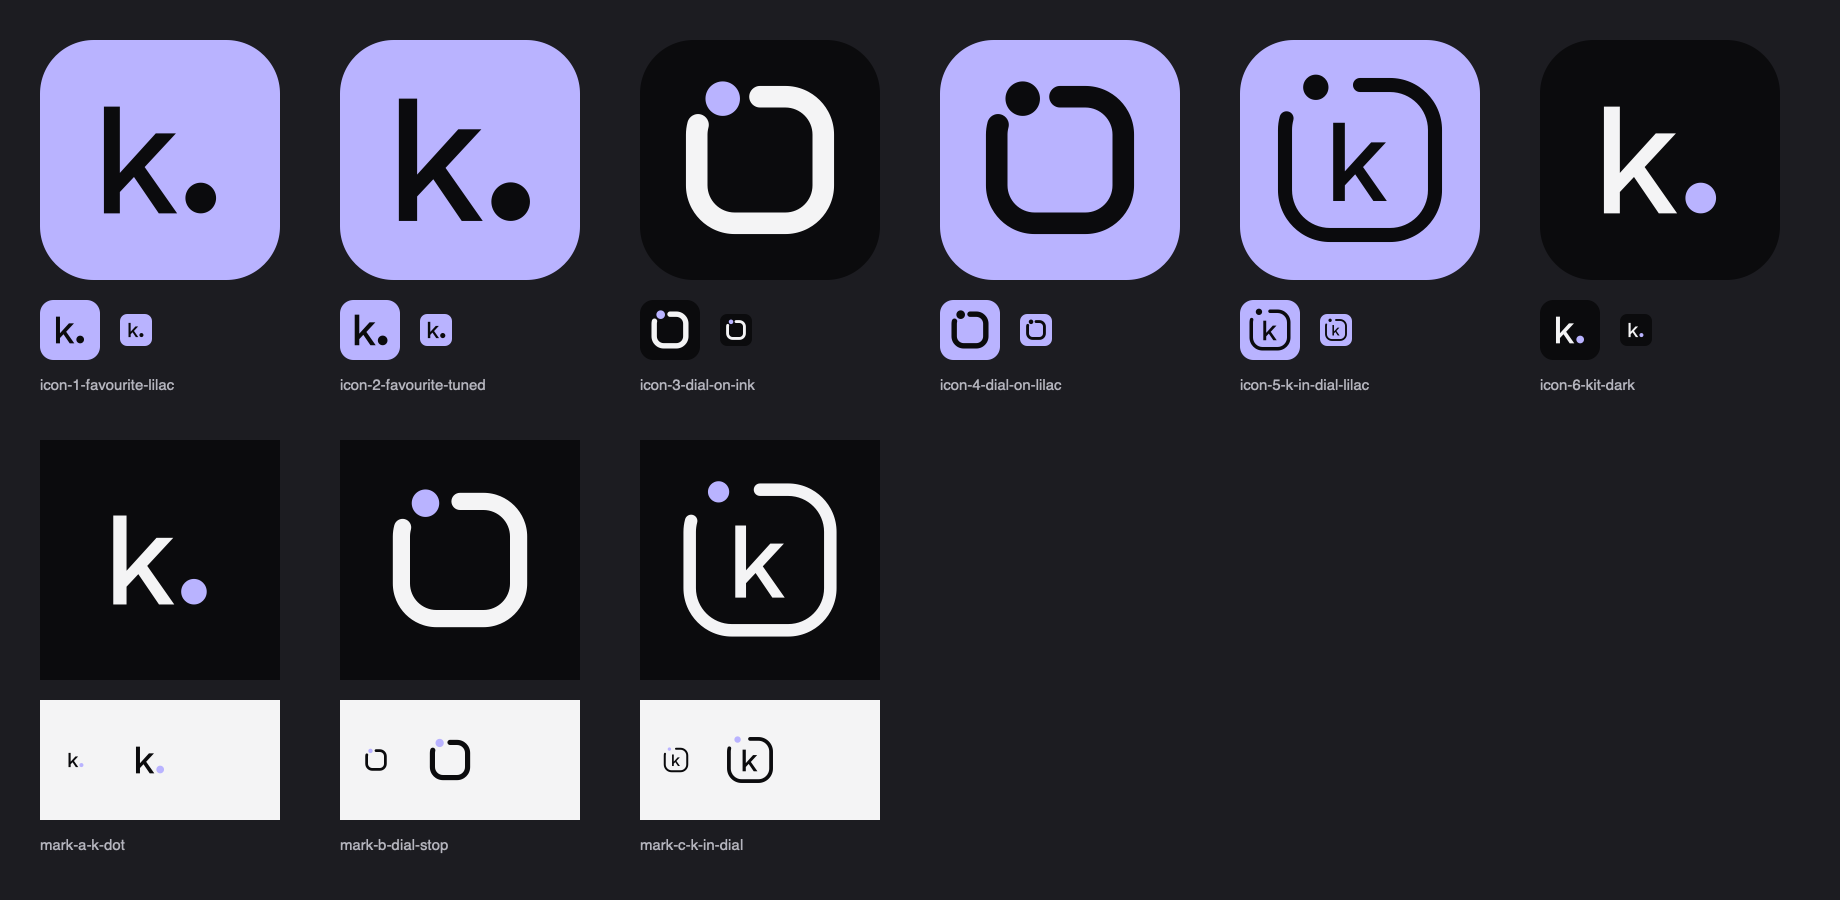 k.
k.
k
k.
k. k.
k. k.
k k
k. k.
icon-1-favourite-lilac
icon-2-favourite-tuned
icon-3-dial-on-ink
icon-4-dial-on-lilac
icon-5-k-in-dial-lilac
icon-6-kit-dark
k.
k
k. k.
k k
mark-a-k-dot
mark-b-dial-stop
mark-c-k-in-dial